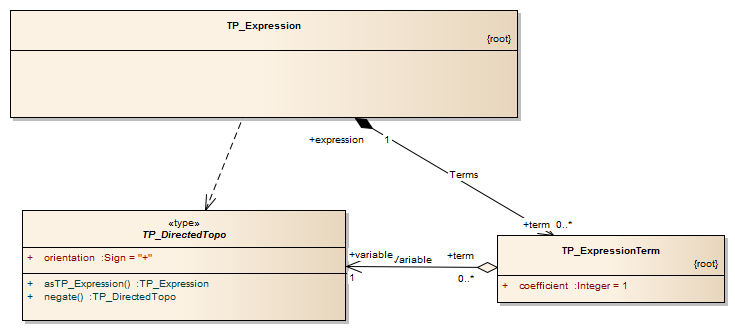 TP_Expression
{root}
+expression 1
Terms
+term 0..*
«type»
TP_DirectedTopo
+ orientation :Sign = "+"
+ asTP_Expression() :TP_Expression
+ negate() :TP_DirectedTopo
+variable
1
+term
0..*
TP_ExpressionTerm
{root}
+ coefficient :Integer = 1